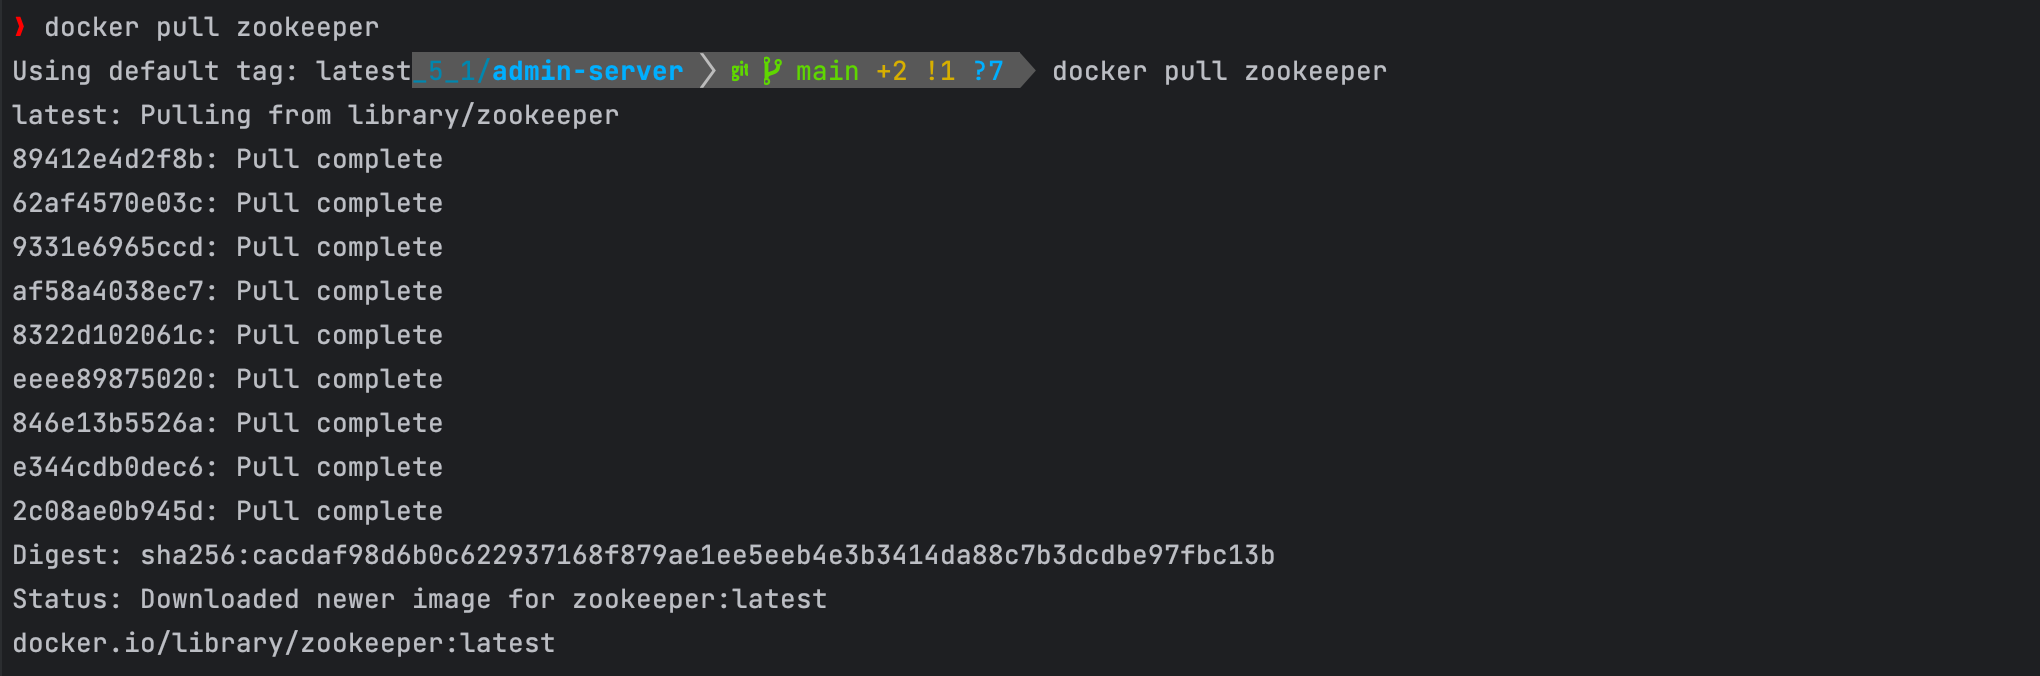 ❯ docker pull zookeeper
Using default tag: latest_5_1/admin-server git main +2 !1 ?7 docker pull zookeeper
latest: Pulling from library/zookeeper
89412e4d2f8b: Pull complete
62af4570e03c: Pull complete
9331e6965ccd: Pull complete
af58a4038ec7: Pull complete
8322d102061c: Pull complete
eeee89875020: Pull complete
846e13b5526a: Pull complete
e344cdb0dec6: Pull complete
2c08ae0b945d: Pull complete
Digest: sha256:cacdaf98d6b0c622937168f879ae1ee5eeb4e3b3414da88c7b3dcdbe97fbc13b
Status: Downloaded newer image for zookeeper:latest
docker.io/library/zookeeper:latest